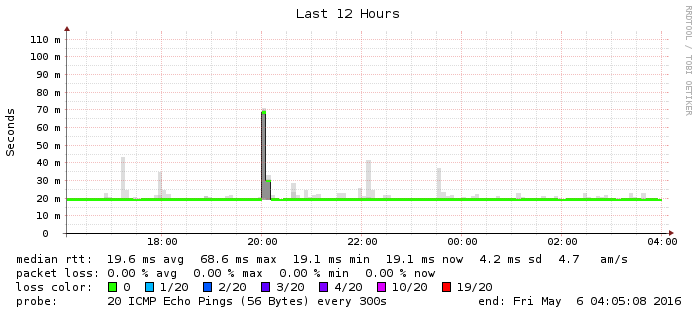 Last 12 Hours
RRDTOOL / TOBI OETIKER
Seconds
110 m
100 m
90 m
80 m
70 m
60 m
50 m
40 m
30 m
20 m
10 m
0
18:00 20:00 22:00 00:00 02:00 04:00
median rtt: 19.6 ms avg 68.6 ms max 19.1 ms min 19.1 ms now 4.2 ms sd 4.7 am/s
packet loss: 0.00 % avg 0.00 % max 0.00 % min 0.00 % now
loss color: 0 1/20 2/20 3/20 4/20 10/20 19/20
probe: 20 ICMP Echo Pings (56 Bytes) every 300s end: Fri May 6 04:05:08 2016